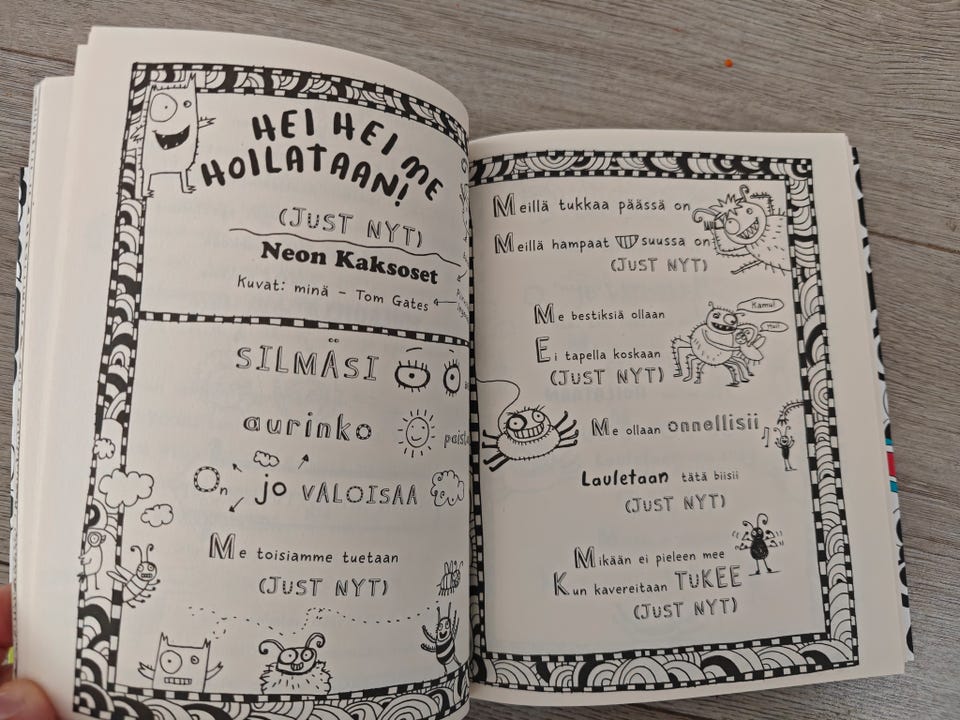 HEI HEI ME
HOILATAAN!
(JUST NYT)
Neon Kaksoset
Kuvat: minä – Tom Gates
SILMÄSI
aurinko
On jo VALOISAA
Me toisiamme tuetaan
(JUST NYT)
Meillä tukkaa päässä on
Meillä hampaat suussa on
(JUST NYT)
Me bestiksiä ollaan
Kamu!
Ei tapella koskaan
(JUST NYT)
Me ollaan onnellisii
Lauletaan tätä biisii
(JUST NYT)
Mikään ei pieleen mee
Kun kavereitaan TUKEE
(JUST NYT)